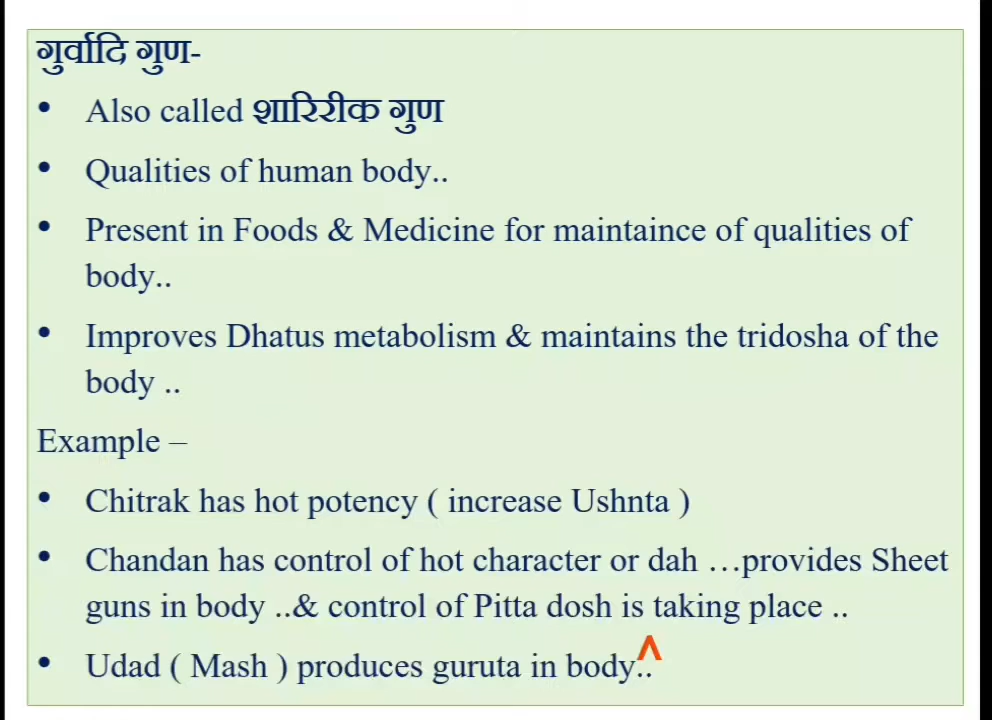 गुर्वादि गुण-
• Also called शारिरीक गुण
• Qualities of human body..
• Present in Foods & Medicine for maintaince of qualities of
body..
• Improves Dhatus metabolism & maintains the tridosha of the
body ..
Example –
• Chitrak has hot potency ( increase Ushnta )
• Chandan has control of hot character or dah …provides Sheet
guns in body ..& control of Pitta dosh is taking place ..
• Udad ( Mash ) produces guruta in body..